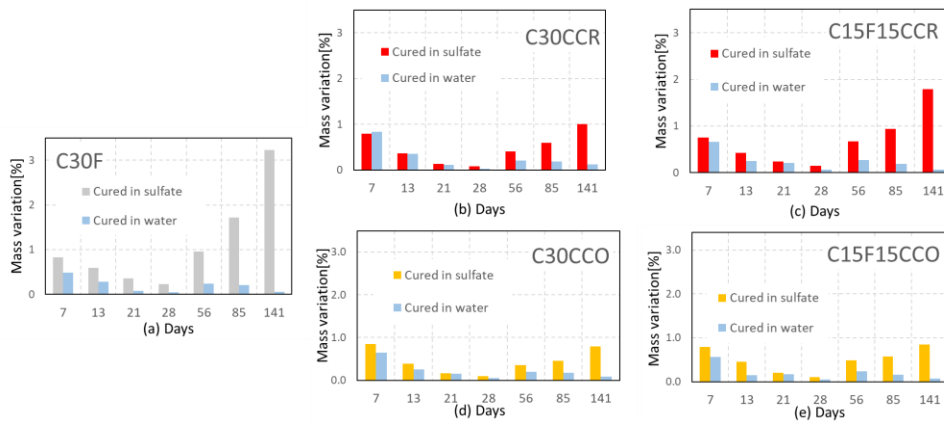 C30F
Mass variation[%]
3
2
1
0
Cured in sulfate
Cured in water
7 13 21 28 56 85 141
(a) Days
C30CCR
Mass variation[%]
3
2
1
0
Cured in sulfate
Cured in water
7 13 21 28 56 85 141
(b) Days
C15F15CCR
Mass variation[%]
3
2
1
0
Cured in sulfate
Cured in water
7 13 21 28 56 85 141
(c) Days
C30CCO
Mass variation[%]
3.0
2.0
1.0
0.0
Cured in sulfate
Cured in water
7 13 21 28 56 85 141
(d) Days
C15F15CCO
Mass variation[%]
3.0
2.0
1.0
0.0
Cured in sulfate
Cured in water
7 13 21 28 56 85 141
(e) Days